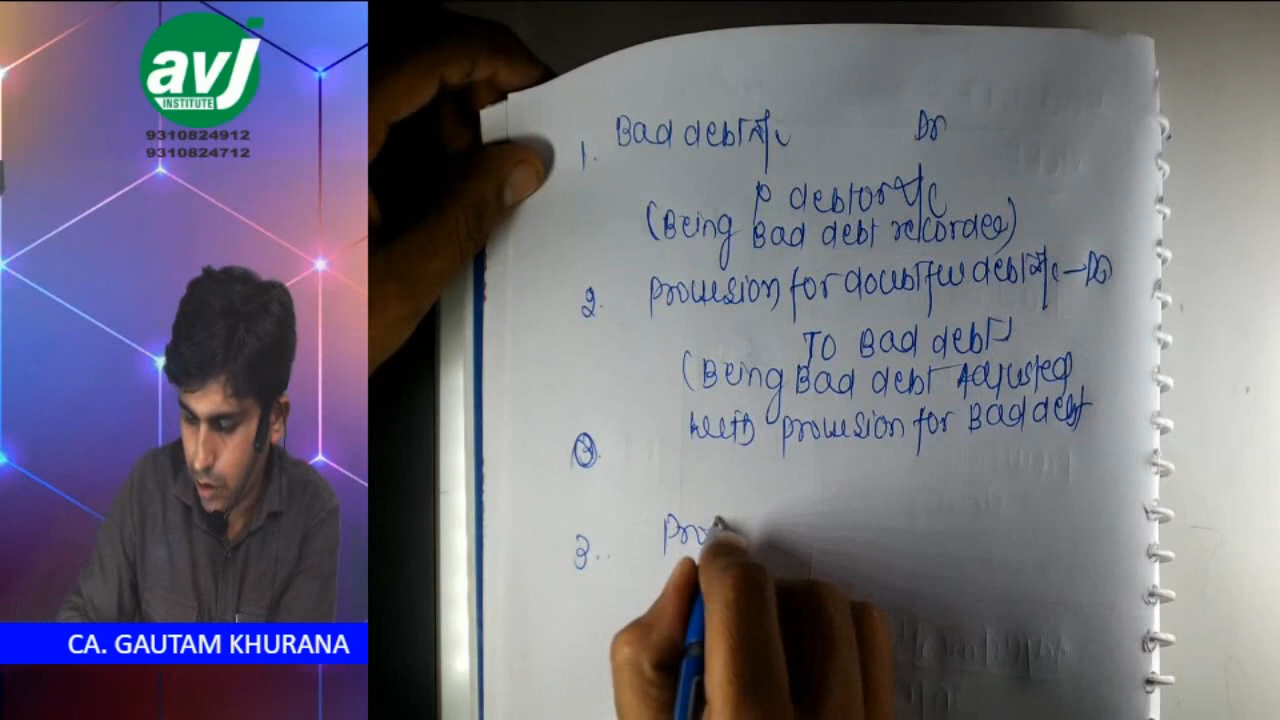 avj
INSTITUTE
9310824912
9310824712
CA. GAUTAM KHURANA
1. Bad debt A/c Dr
To debtor A/c
(Being Bad debt recorded)
2. provision for doubtful debt A/c - Dr
To Bad debt
(Being Bad debt Adjusted
with provision for Bad debt
3.. Pro